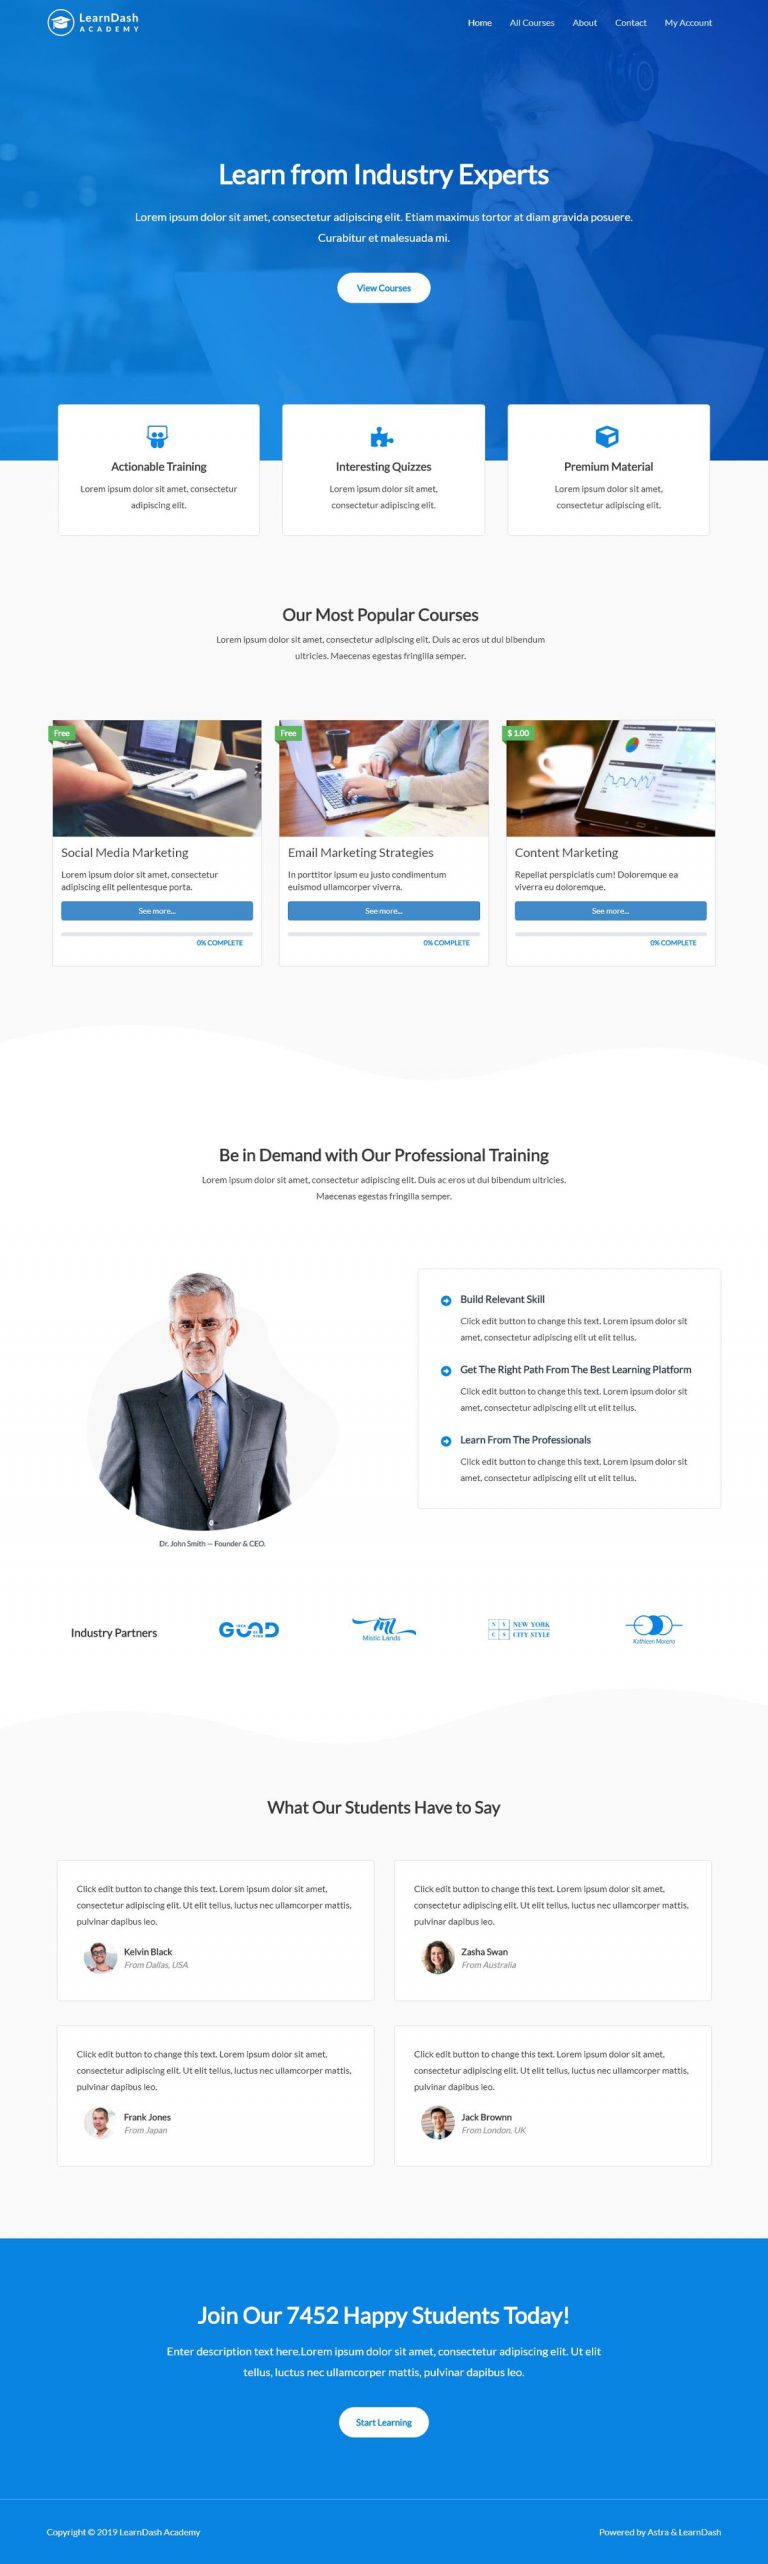 LearnDash
ACADEMY
Home
All Courses
About
Contact
My Account
Learn from Industry Experts
Lorem ipsum dolor sit amet, consectetur adipiscing elit. Etiam maximus tortor at diam gravida posuere.
Curabitur et malesuada mi.
View Courses
Actionable Training
Lorem ipsum dolor sit amet, consectetur
adipiscing elit.
Interesting Quizzes
Lorem ipsum dolor sit amet,
consectetur adipiscing elit.
Premium Material
Lorem ipsum dolor sit amet,
consectetur adipiscing elit.
Our Most Popular Courses
Lorem ipsum dolor sit amet, consectetur adipiscing elit. Duis ac eros ut dui bibendum
ultricies. Maecenas egestas fringilla semper.
Free
Social Media Marketing
Lorem ipsum dolor sit amet, consectetur
adipiscing elit pellentesque porta.
See more...
0% COMPLETE
Free
Email Marketing Strategies
In porttitor ipsum eu justo condimentum
euismod ullamcorper viverra.
See more...
0% COMPLETE
$ 1.00
Content Marketing
Repellat perspiciatis cum! Doloremque ea
viverra eu doloremque.
See more...
0% COMPLETE
Be in Demand with Our Professional Training
Lorem ipsum dolor sit amet, consectetur adipiscing elit. Duis ac eros ut dui bibendum ultricies.
Maecenas egestas fringilla semper.
Dr. John Smith — Founder & CEO.
Build Relevant Skill
Click edit button to change this text. Lorem ipsum dolor sit
amet, consectetur adipiscing elit ut elit tellus.
Get The Right Path From The Best Learning Platform
Click edit button to change this text. Lorem ipsum dolor sit
amet, consectetur adipiscing elit ut elit tellus.
Learn From The Professionals
Click edit button to change this text. Lorem ipsum dolor sit
amet, consectetur adipiscing elit ut elit tellus.
Industry Partners
GOOD
ML
Mistic Lands
N Y
C S
NEW YORK
CITY STYLE
Kathleen Moreno
What Our Students Have to Say
Click edit button to change this text. Lorem ipsum dolor sit amet,
consectetur adipiscing elit. Ut elit tellus, luctus nec ullamcorper mattis,
pulvinar dapibus leo.
Kelvin Black
From Dallas, USA
Click edit button to change this text. Lorem ipsum dolor sit amet,
consectetur adipiscing elit. Ut elit tellus, luctus nec ullamcorper mattis,
pulvinar dapibus leo.
Zasha Swan
From Australia
Click edit button to change this text. Lorem ipsum dolor sit amet,
consectetur adipiscing elit. Ut elit tellus, luctus nec ullamcorper mattis,
pulvinar dapibus leo.
Frank Jones
From Japan
Click edit button to change this text. Lorem ipsum dolor sit amet,
consectetur adipiscing elit. Ut elit tellus, luctus nec ullamcorper mattis,
pulvinar dapibus leo.
Jack Brownn
From London, UK
Join Our 7452 Happy Students Today!
Enter description text here.Lorem ipsum dolor sit amet, consectetur adipiscing elit. Ut elit
tellus, luctus nec ullamcorper mattis, pulvinar dapibus leo.
Start Learning
Copyright © 2019 LearnDash Academy
Powered by Astra & LearnDash